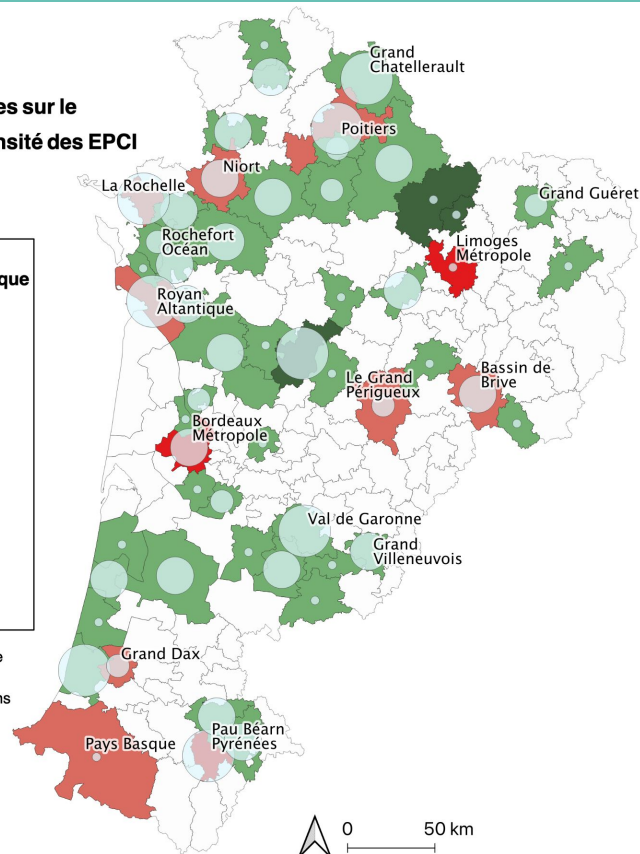 es sur le
nsité des EPCI
que
e
ns
Grand
Chatellerault
Poitiers
Niort
La Rochelle
Grand Guéret
Rochefort
Océan
Limoges
Métropole
Royan
Altantique
Le Grand
Périgueux
Bassin de
Brive
Bordeaux
Métropole
Val de Garonne
Grand
Villeneuvois
Grand Dax
Pau Béarn
Pyrénées
Pays Basque
0 50 km